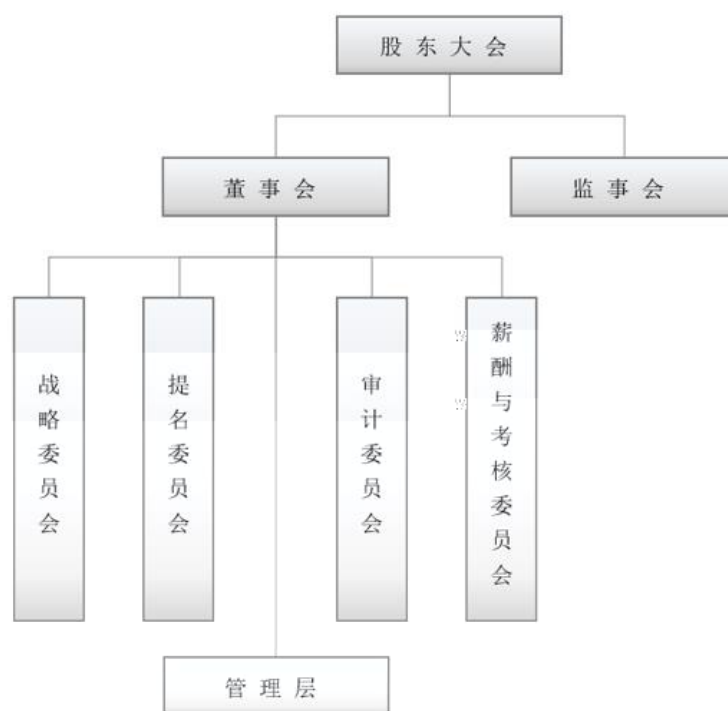 股东大会
董事会
监事会
战略委员会
提名委员会
审计委员会
薪酬与考核委员会
管理层